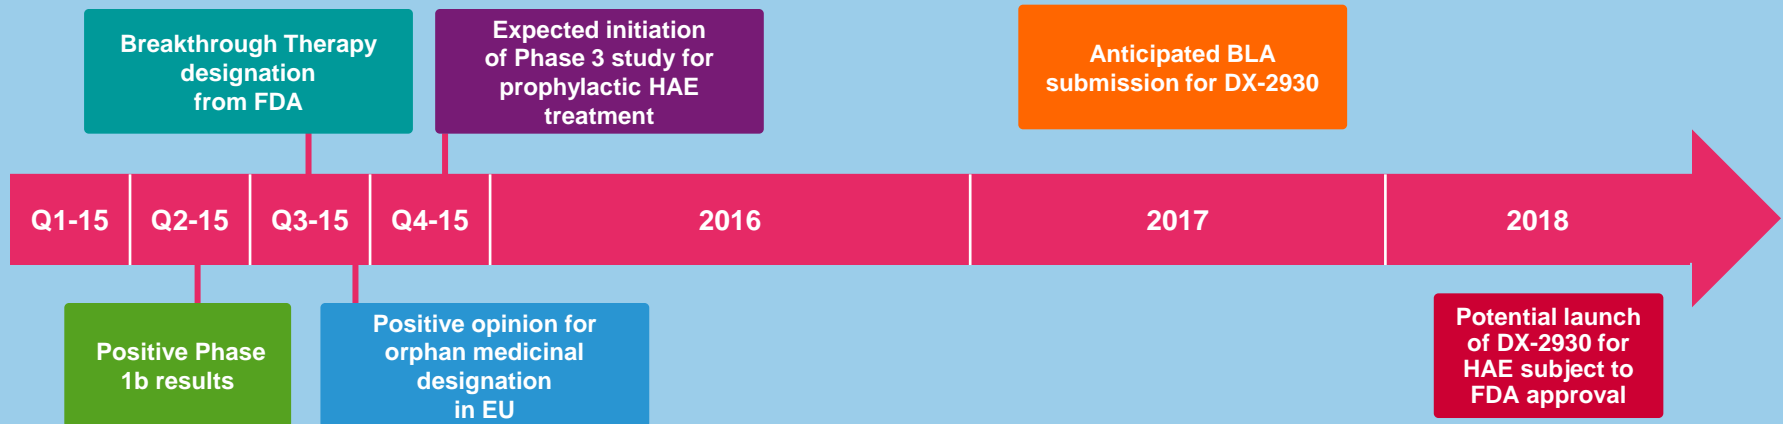 Breakthrough Therapy
designation
from FDA
Expected initiation
of Phase 3 study for
prophylactic HAE
treatment
Anticipated BLA
submission for DX-2930
Q1-15 Q2-15 Q3-15 Q4-15 2016 2017 2018
Positive Phase
1b results
Positive opinion for
orphan medicinal
designation
in EU
Potential launch
of DX-2930 for
HAE subject to
FDA approval